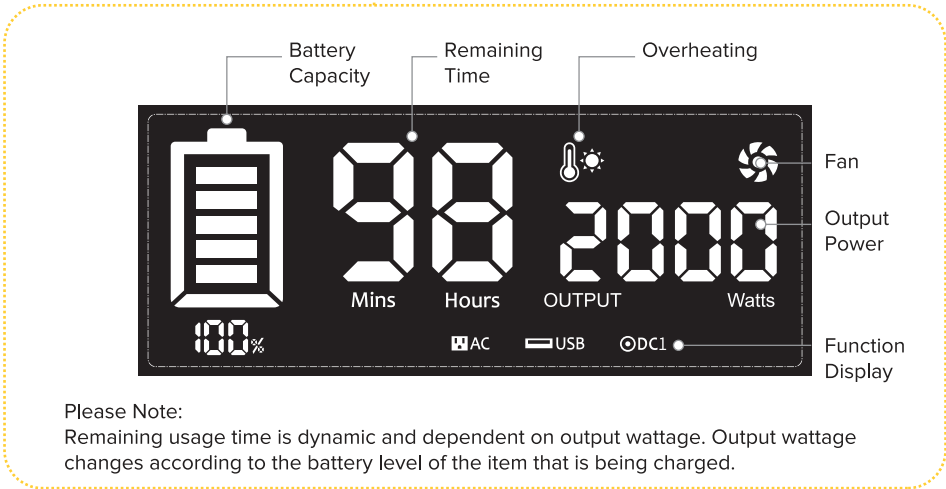 Battery
Capacity
Remaining
Time
Overheating
Fan
Output
Power
Function
Display
98
2000
Mins
Hours
OUTPUT
Watts
100%
AC
USB
DC1
Please Note:
Remaining usage time is dynamic and dependent on output wattage. Output wattage
changes according to the battery level of the item that is being charged.